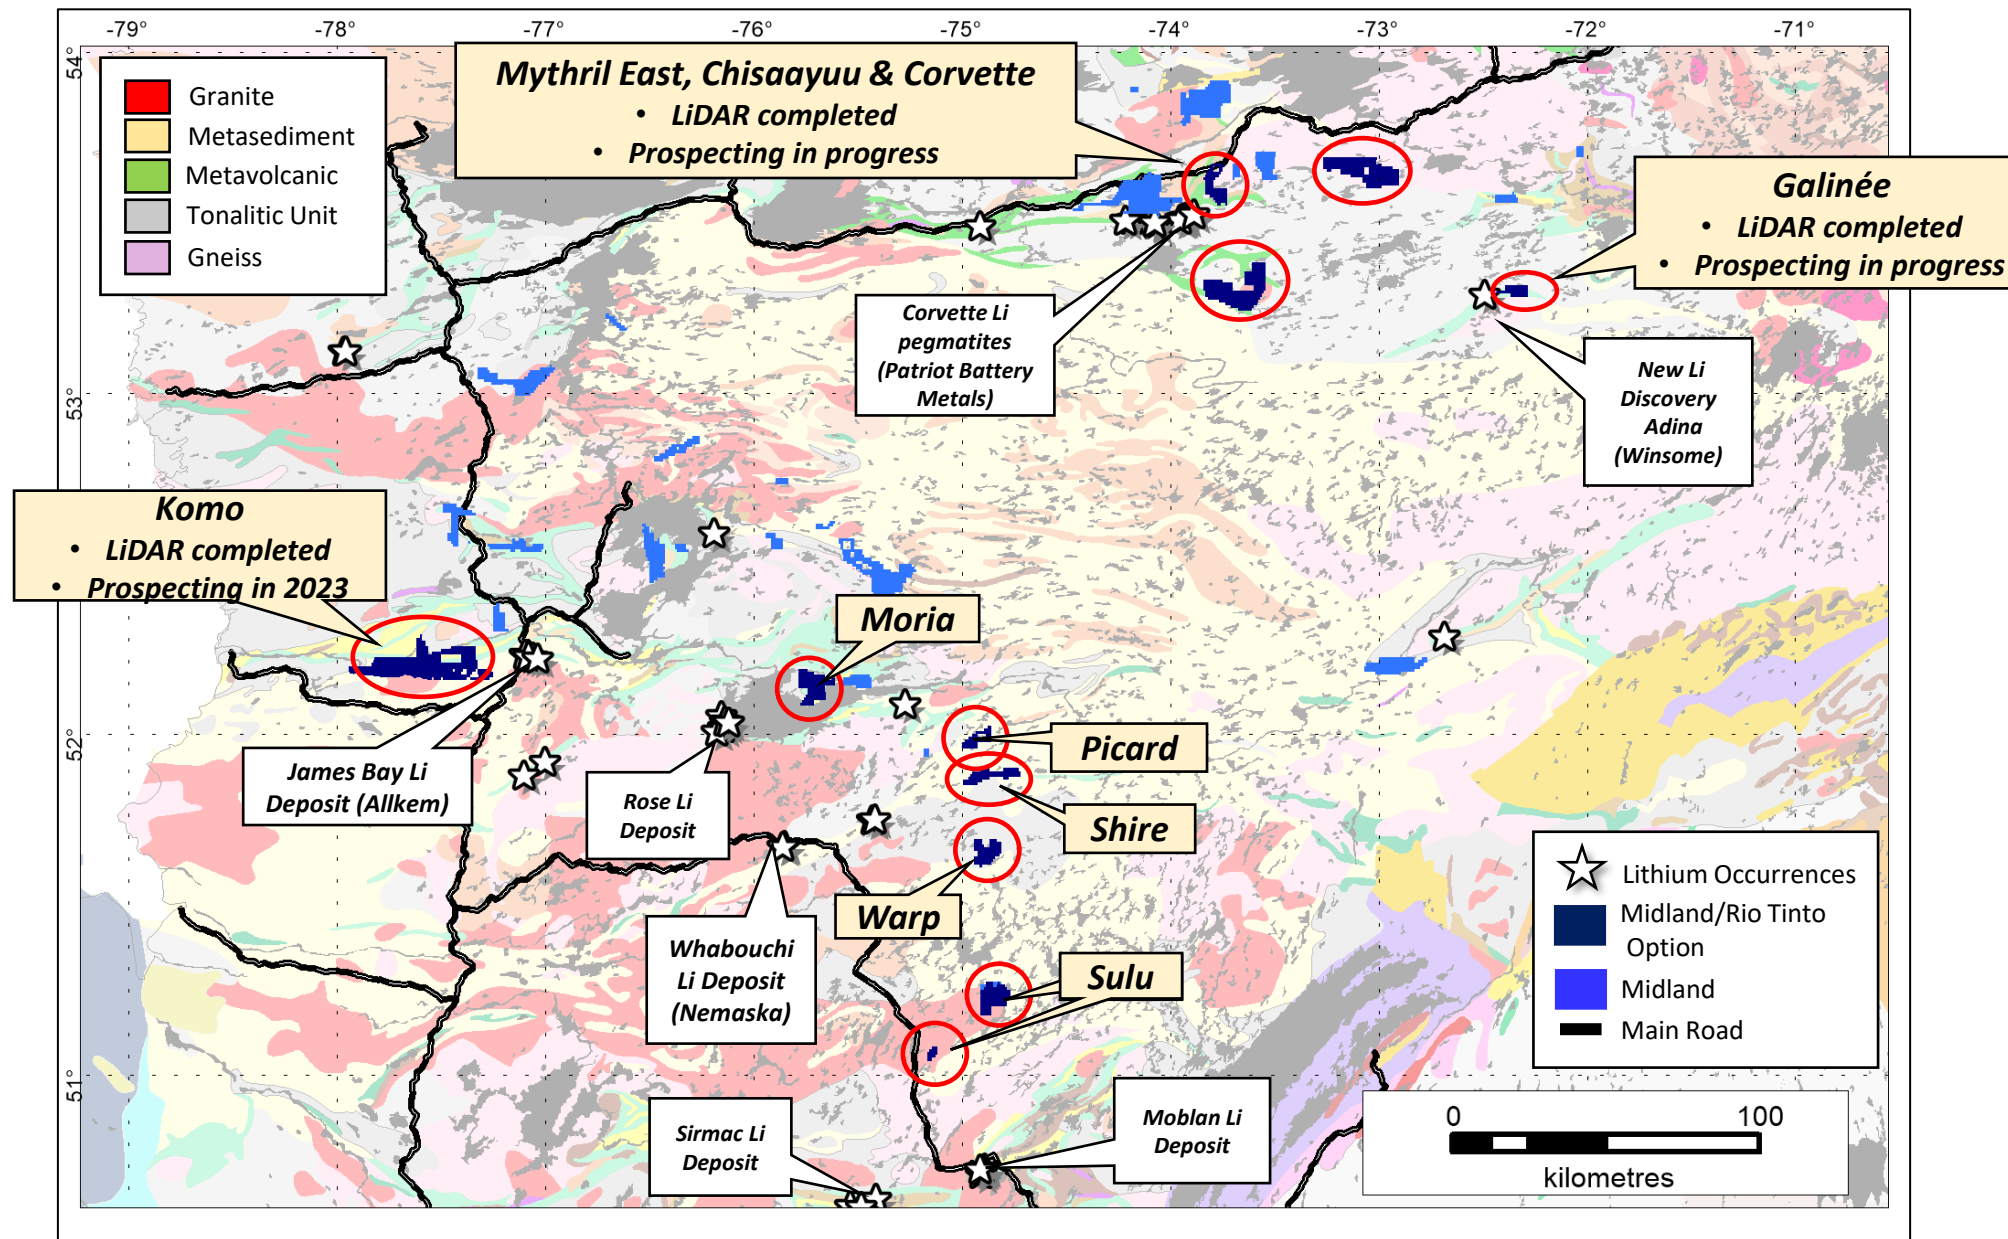 -79°
-78°
-77°
-76°
-75°
-74°
-73°
-72°
-71°
54°
53°
52°
51°
Granite
Metasediment
Metavolcanic
Tonalitic Unit
Gneiss
Mythril East, Chisaayuu & Corvette
• LiDAR completed
• Prospecting in progress
Galinée
• LiDAR completed
• Prospecting in progress
Corvette Li
pegmatites
(Patriot Battery
Metals)
New Li
Discovery
Adina
(Winsome)
Komo
• LiDAR completed
• Prospecting in 2023
Moria
Picard
Shire
Warp
Sulu
James Bay Li
Deposit (Allkem)
Rose Li
Deposit
Whabouchi
Li Deposit
(Nemaska)
Sirmac Li
Deposit
Moblan Li
Deposit
Lithium Occurrences
Midland/Rio Tinto
Option
Midland
Main Road
0 100
kilometres